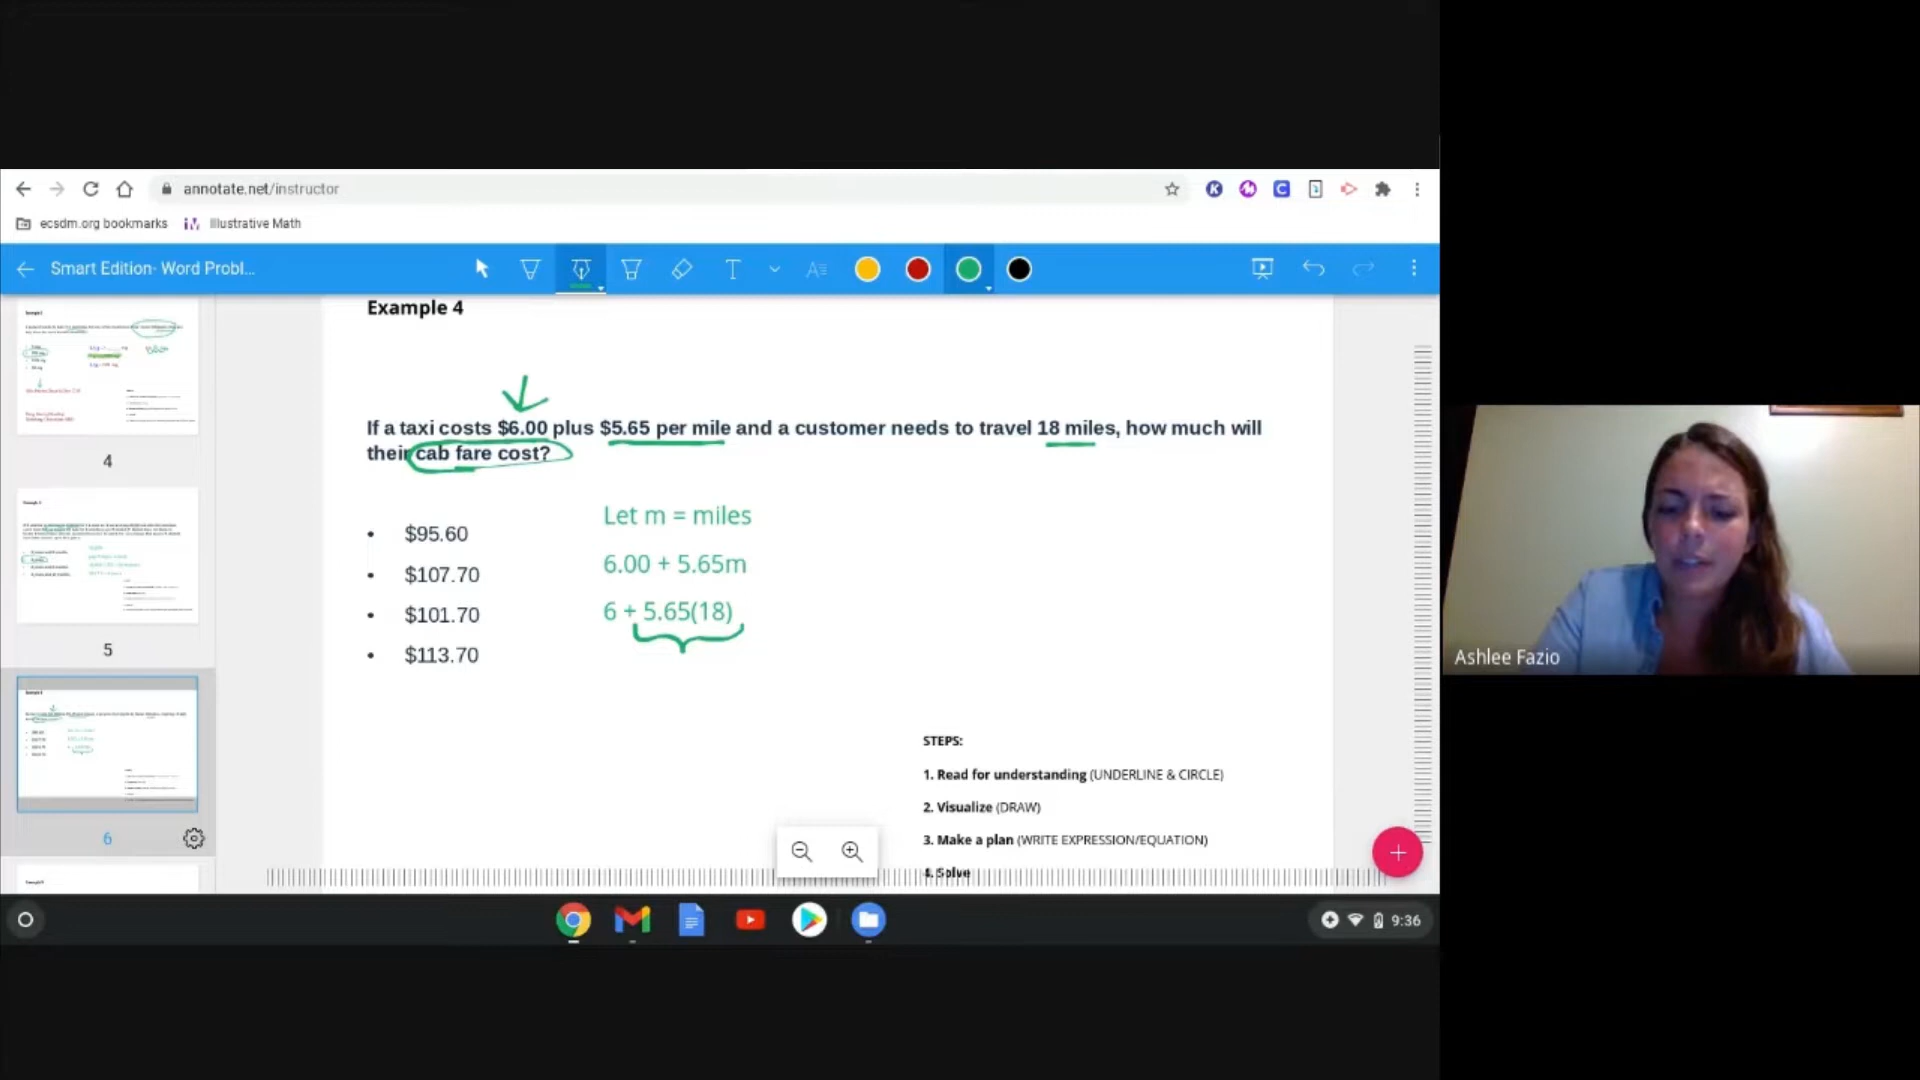 annotate.net/instructor
ecsdm.org bookmarks
Illustrative Math
Smart Edition- Word Probl...
Example 4
If a taxi costs $6.00 plus $5.65 per mile and a customer needs to travel 18 miles, how much will
their cab fare cost?
• $95.60
• $107.70
• $101.70
• $113.70
Let m = miles
6.00 + 5.65m
6 + 5.65(18)
STEPS:
1. Read for understanding (UNDERLINE & CIRCLE)
2. Visualize (DRAW)
3. Make a plan (WRITE EXPRESSION/EQUATION)
4. Solve
4
5
6
9:36
Ashlee Fazio